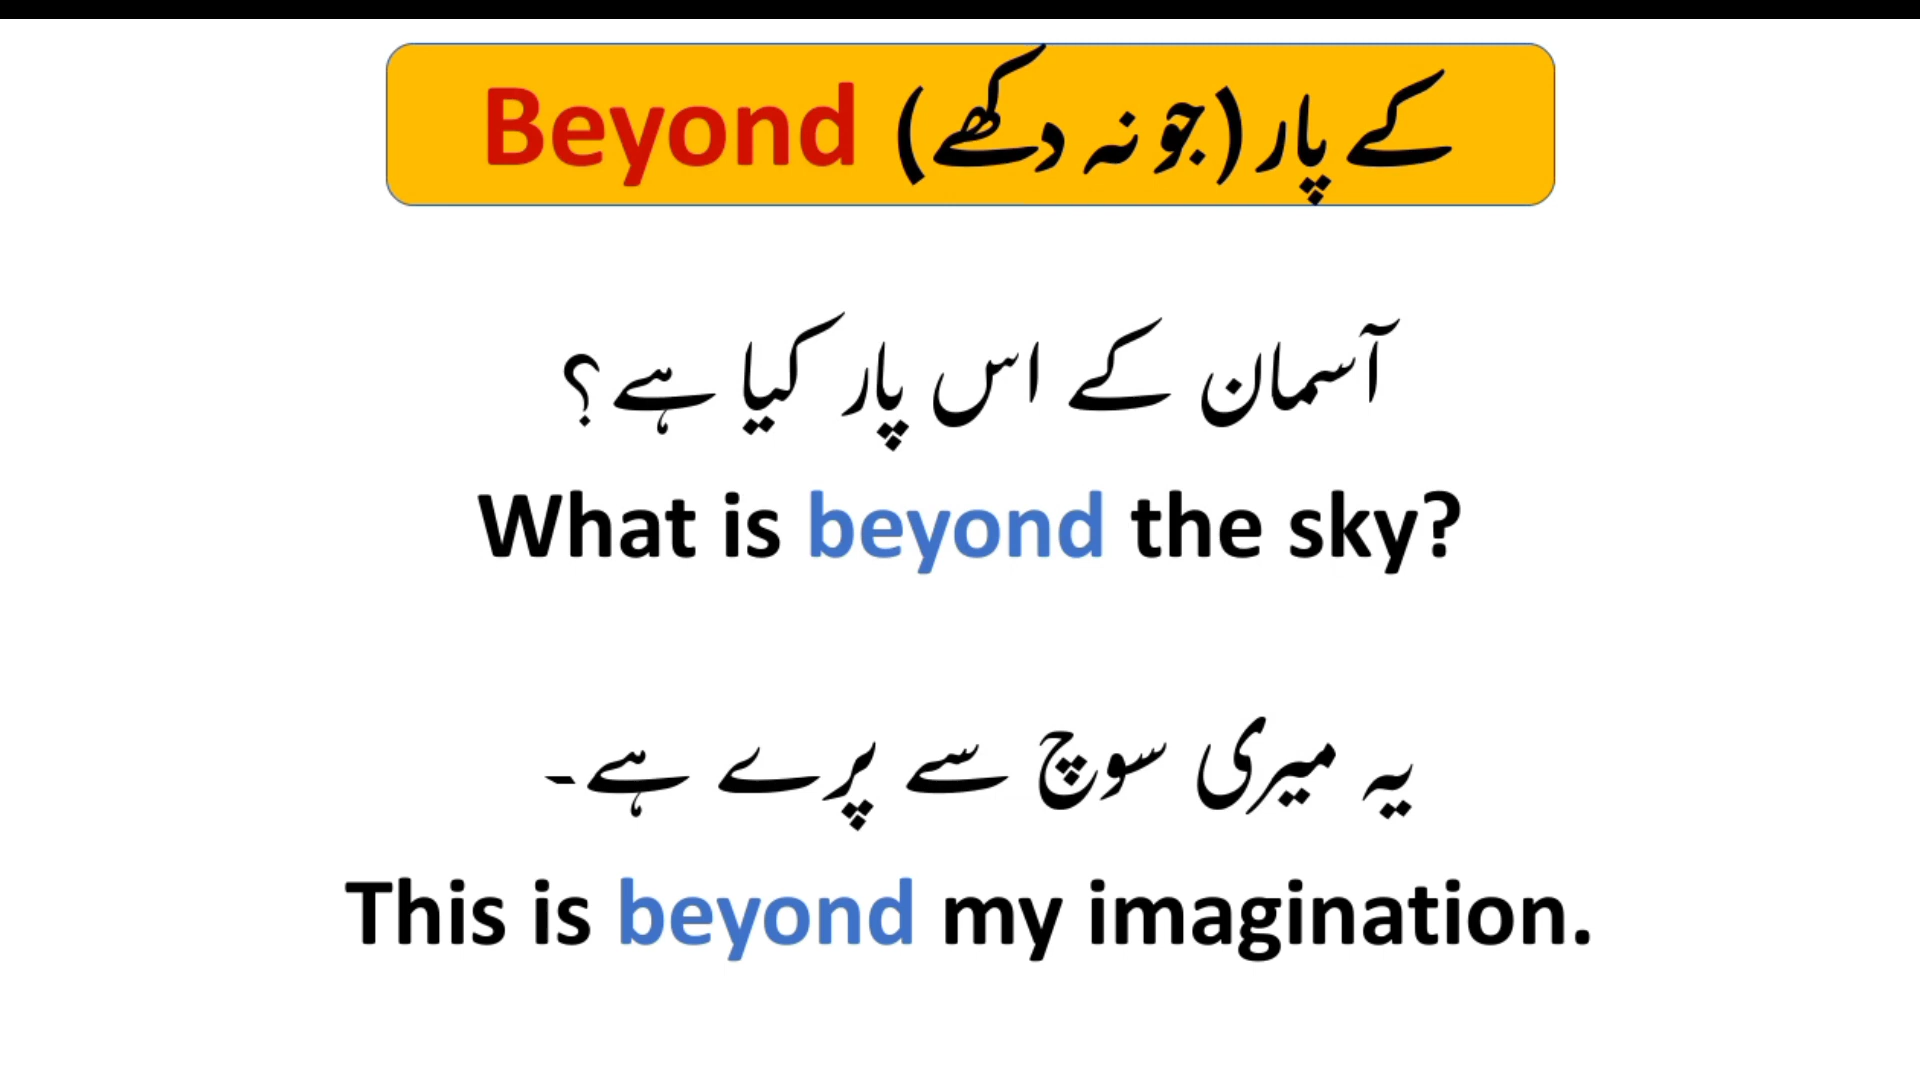 Beyond کے پار (جو نہ دکھے)
آسمان کے اس پار کیا ہے؟
What is beyond the sky?
یہ میری سوچ سے پرے ہے۔
This is beyond my imagination.